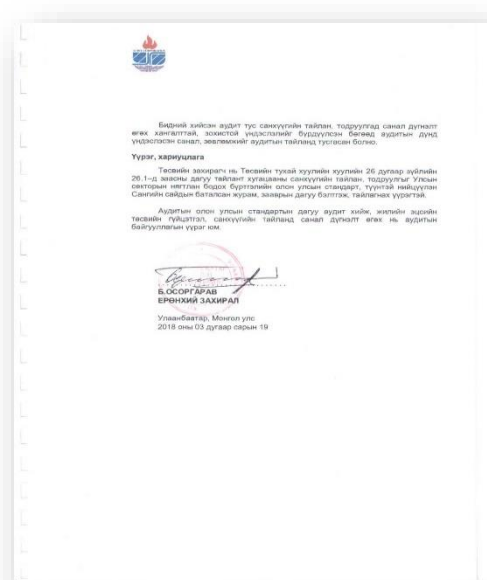 Бидний хийсэн аудит тус санхүүгийн тайлан, тодруулгад санал дүгнэлт
өгөх хангалттай, зохистой үндэслэлийг бүрдүүлсэн бөгөөд аудитын дүнд
үндэслэсэн санал, зөвлөмжийг аудитын тайланд тусгасан болно.
Үүрэг, хариуцлага
Төсвийн захирагч нь Төсвийн тухай хуулийн 26 дугаар зүйлийн
26.1–д заасны дагуу тайлант хугацааны санхүүгийн тайлан, тодруулгыг Улсын
секторын нягтлан бодох бүртгэлийн олон улсын стандарт, түүнтэй нийцүүлэн
Сангийн сайдын баталсан журам, зааврын дагуу бэлтгэж, тайлагнах үүрэгтэй.
Аудитын олон улсын стандартын дагуу аудит хийж, жилийн эцсийн
төсвийн гүйцэтгэл, санхүүгийн тайланд санал дүгнэлт өгөх нь аудитын
байгууллагын үүрэг юм.
Б.ОСОРГАРАВ
ЕРӨНХИЙ ЗАХИРАЛ
Улаанбаатар, Монгол улс
2018 оны 03 дугаар сарын 19